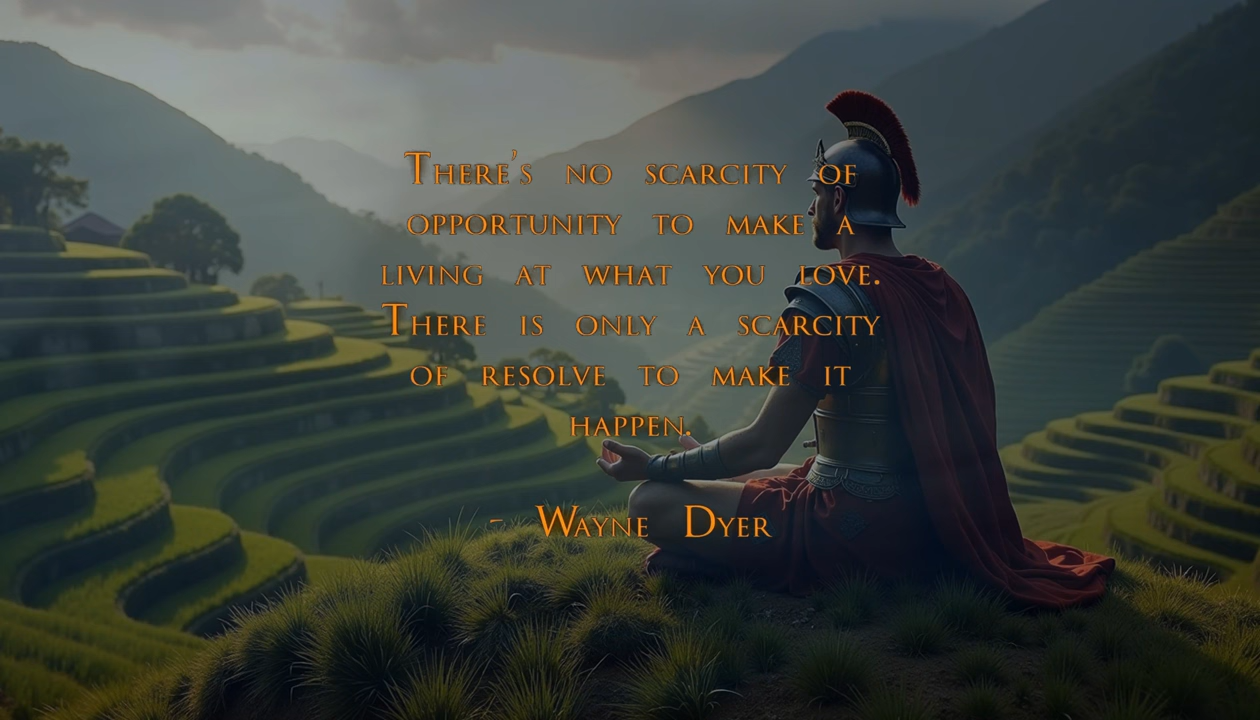 There's no scarcity of
opportunity to make a
living at what you love.
There is only a scarcity
of resolve to make it
happen.
- Wayne Dyer